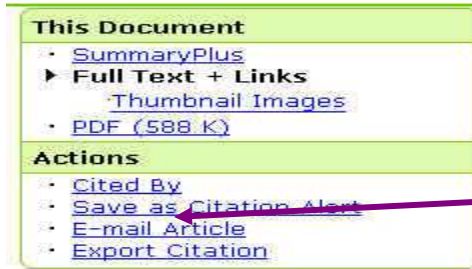 This Document
· SummaryPlus
Full Text + Links
·Thumbnail Images
· PDF (588 K)
Actions
· Cited By
· Save as Citation Alert
· E-mail Article
· Export Citation